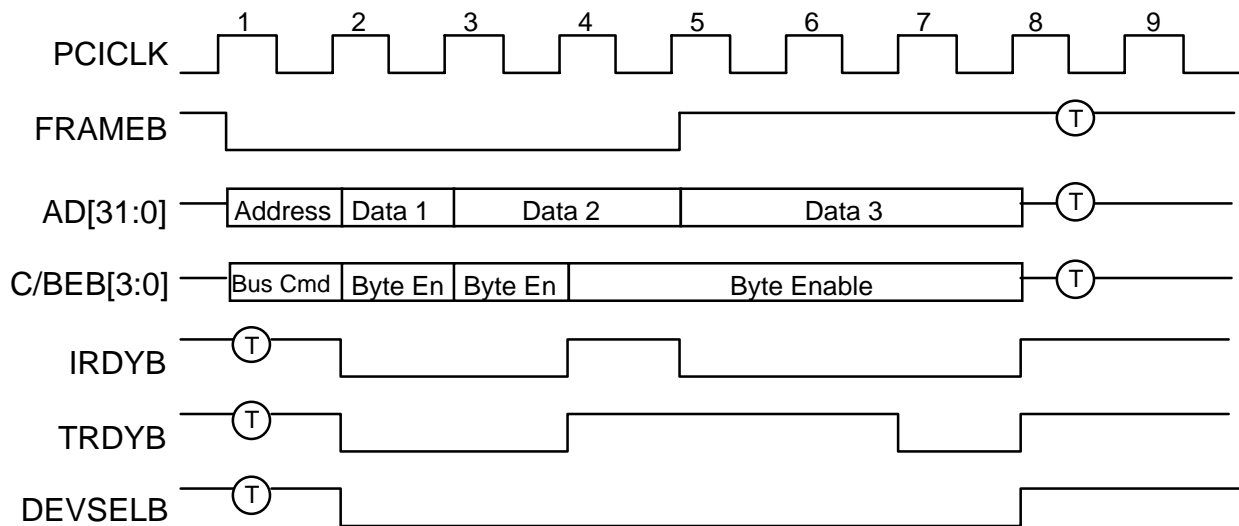 1 2 3 4 5 6 7 8 9
PCICLK
FRAMEB T
AD[31:0] Address Data 1 Data 2 Data 3 T
C/BEB[3:0] Bus Cmd Byte En Byte En Byte Enable T
IRDYB T
TRDYB T
DEVSELB T